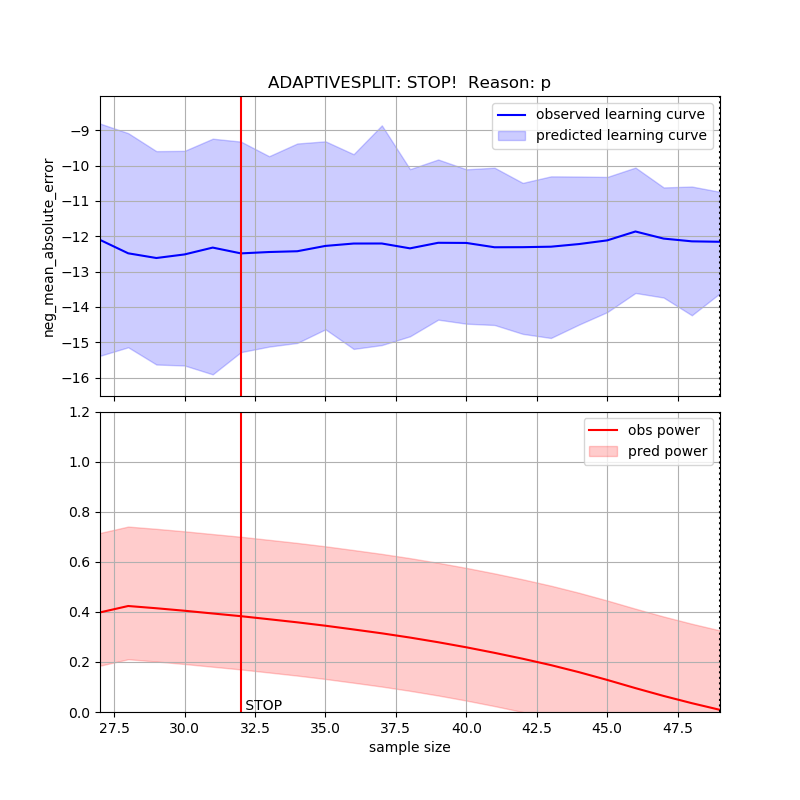 ADAPTIVESPLIT: STOP!  Reason: p
observed learning curve
predicted learning curve
neg_mean_absolute_error
−9
−10
−11
−12
−13
−14
−15
−16
obs power
pred power
1.2
1.0
0.8
0.6
0.4
0.2
0.0
STOP
27.5 30.0 32.5 35.0 37.5 40.0 42.5 45.0 47.5
sample size